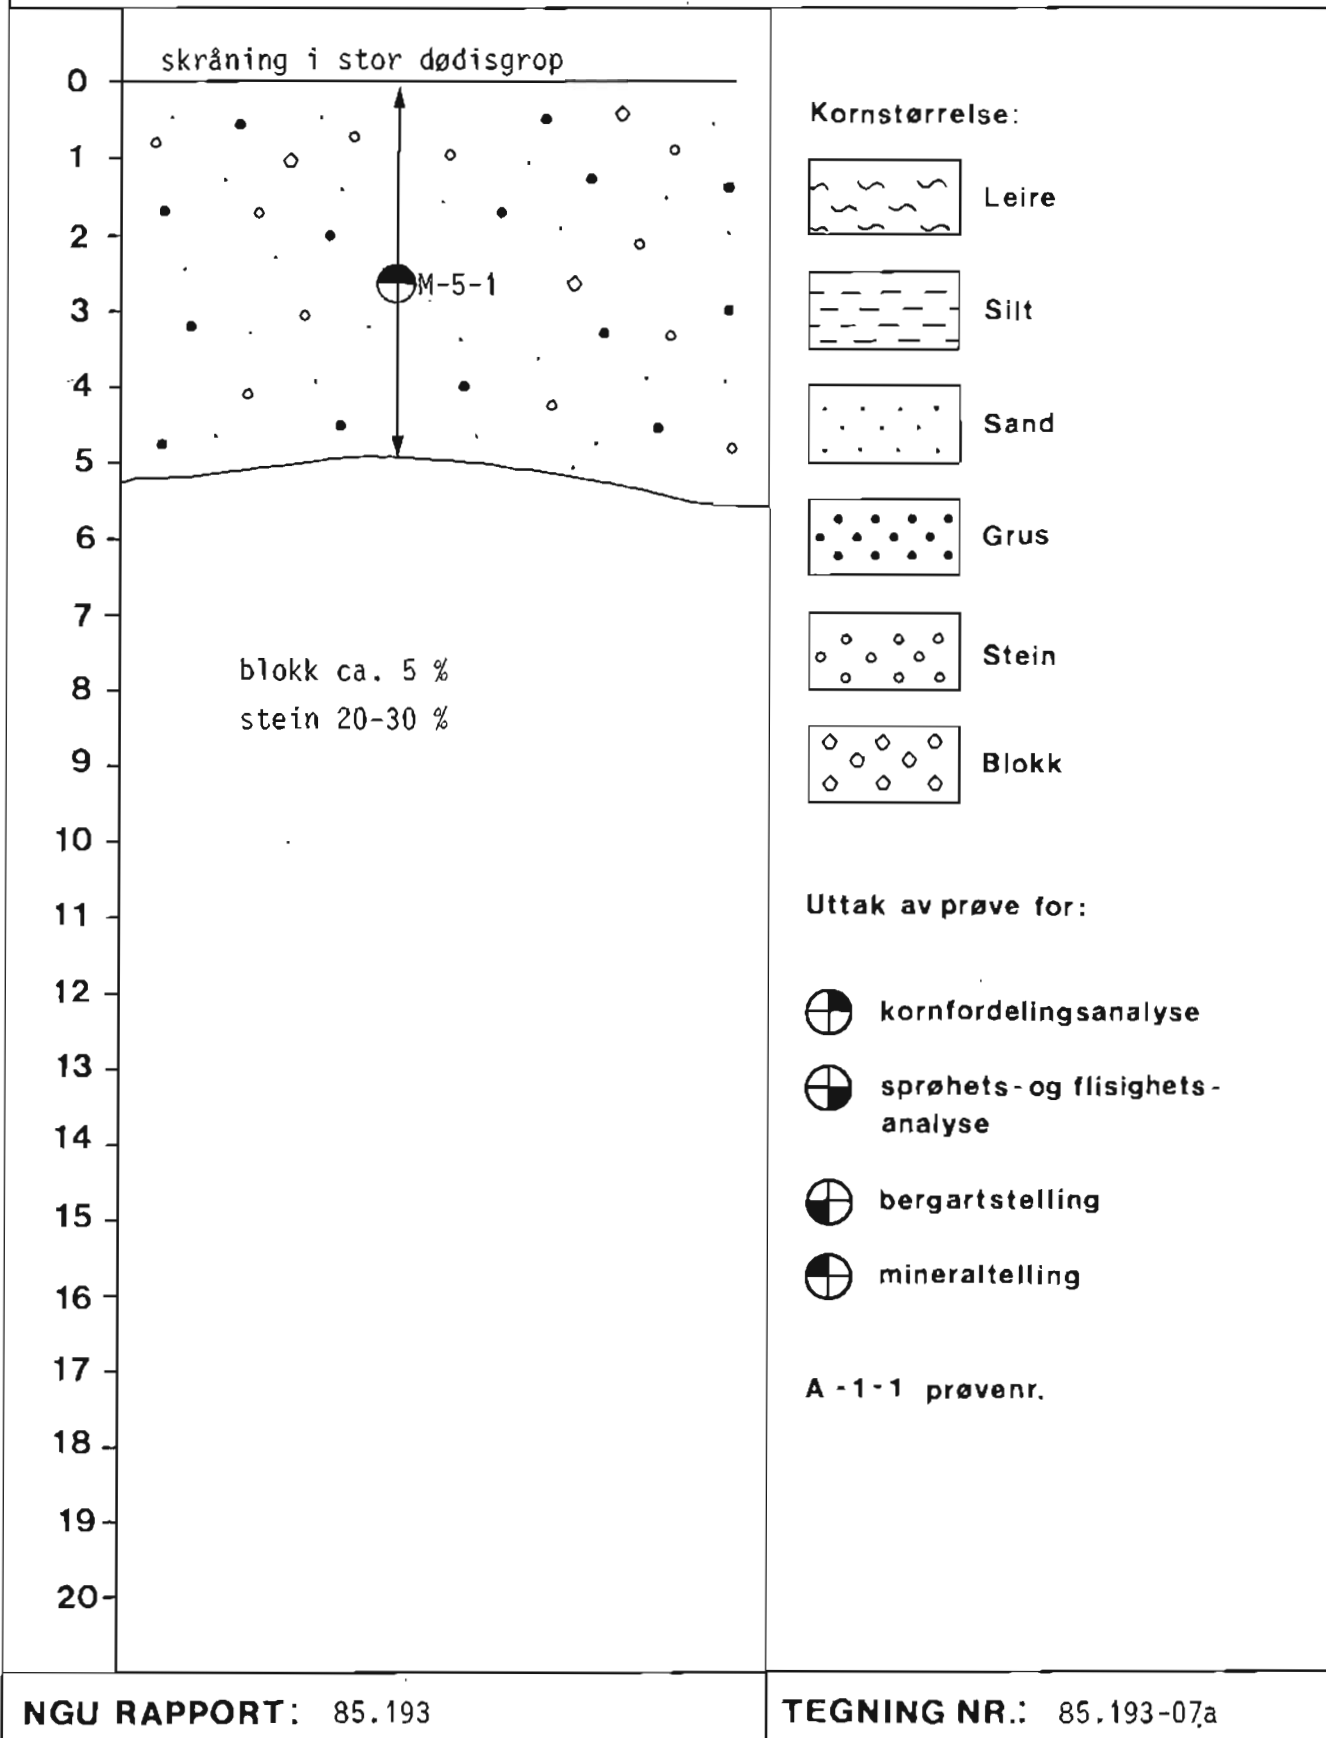 skråning i stor dødisgrop
0
1
2
3
4
5
6
7
8
9
10
11
12
13
14
15
16
17
18
19
20
M-5-1
blokk ca. 5 %
stein 20-30 %
Kornstørrelse:
Leire
Silt
Sand
Grus
Stein
Blokk
Uttak av prøve for:
kornfordelingsanalyse
sprøhets- og flisighets-
analyse
bergartstelling
mineraltelling
A-1-1 prøvenr.
NGU RAPPORT: 85.193
TEGNING NR.: 85.193-07a